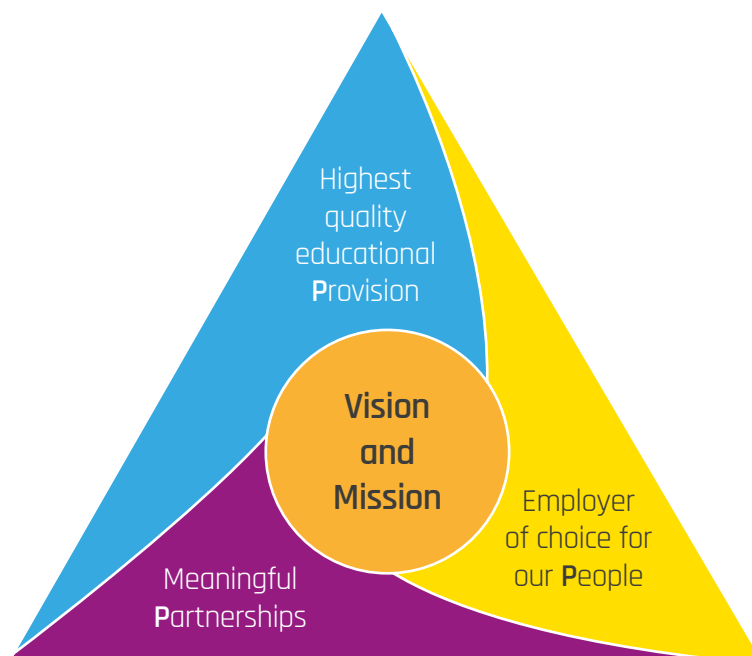 Highest
quality
educational
Provision
Vision
and
Mission
Employer
of choice for
our People
Meaningful
Partnerships